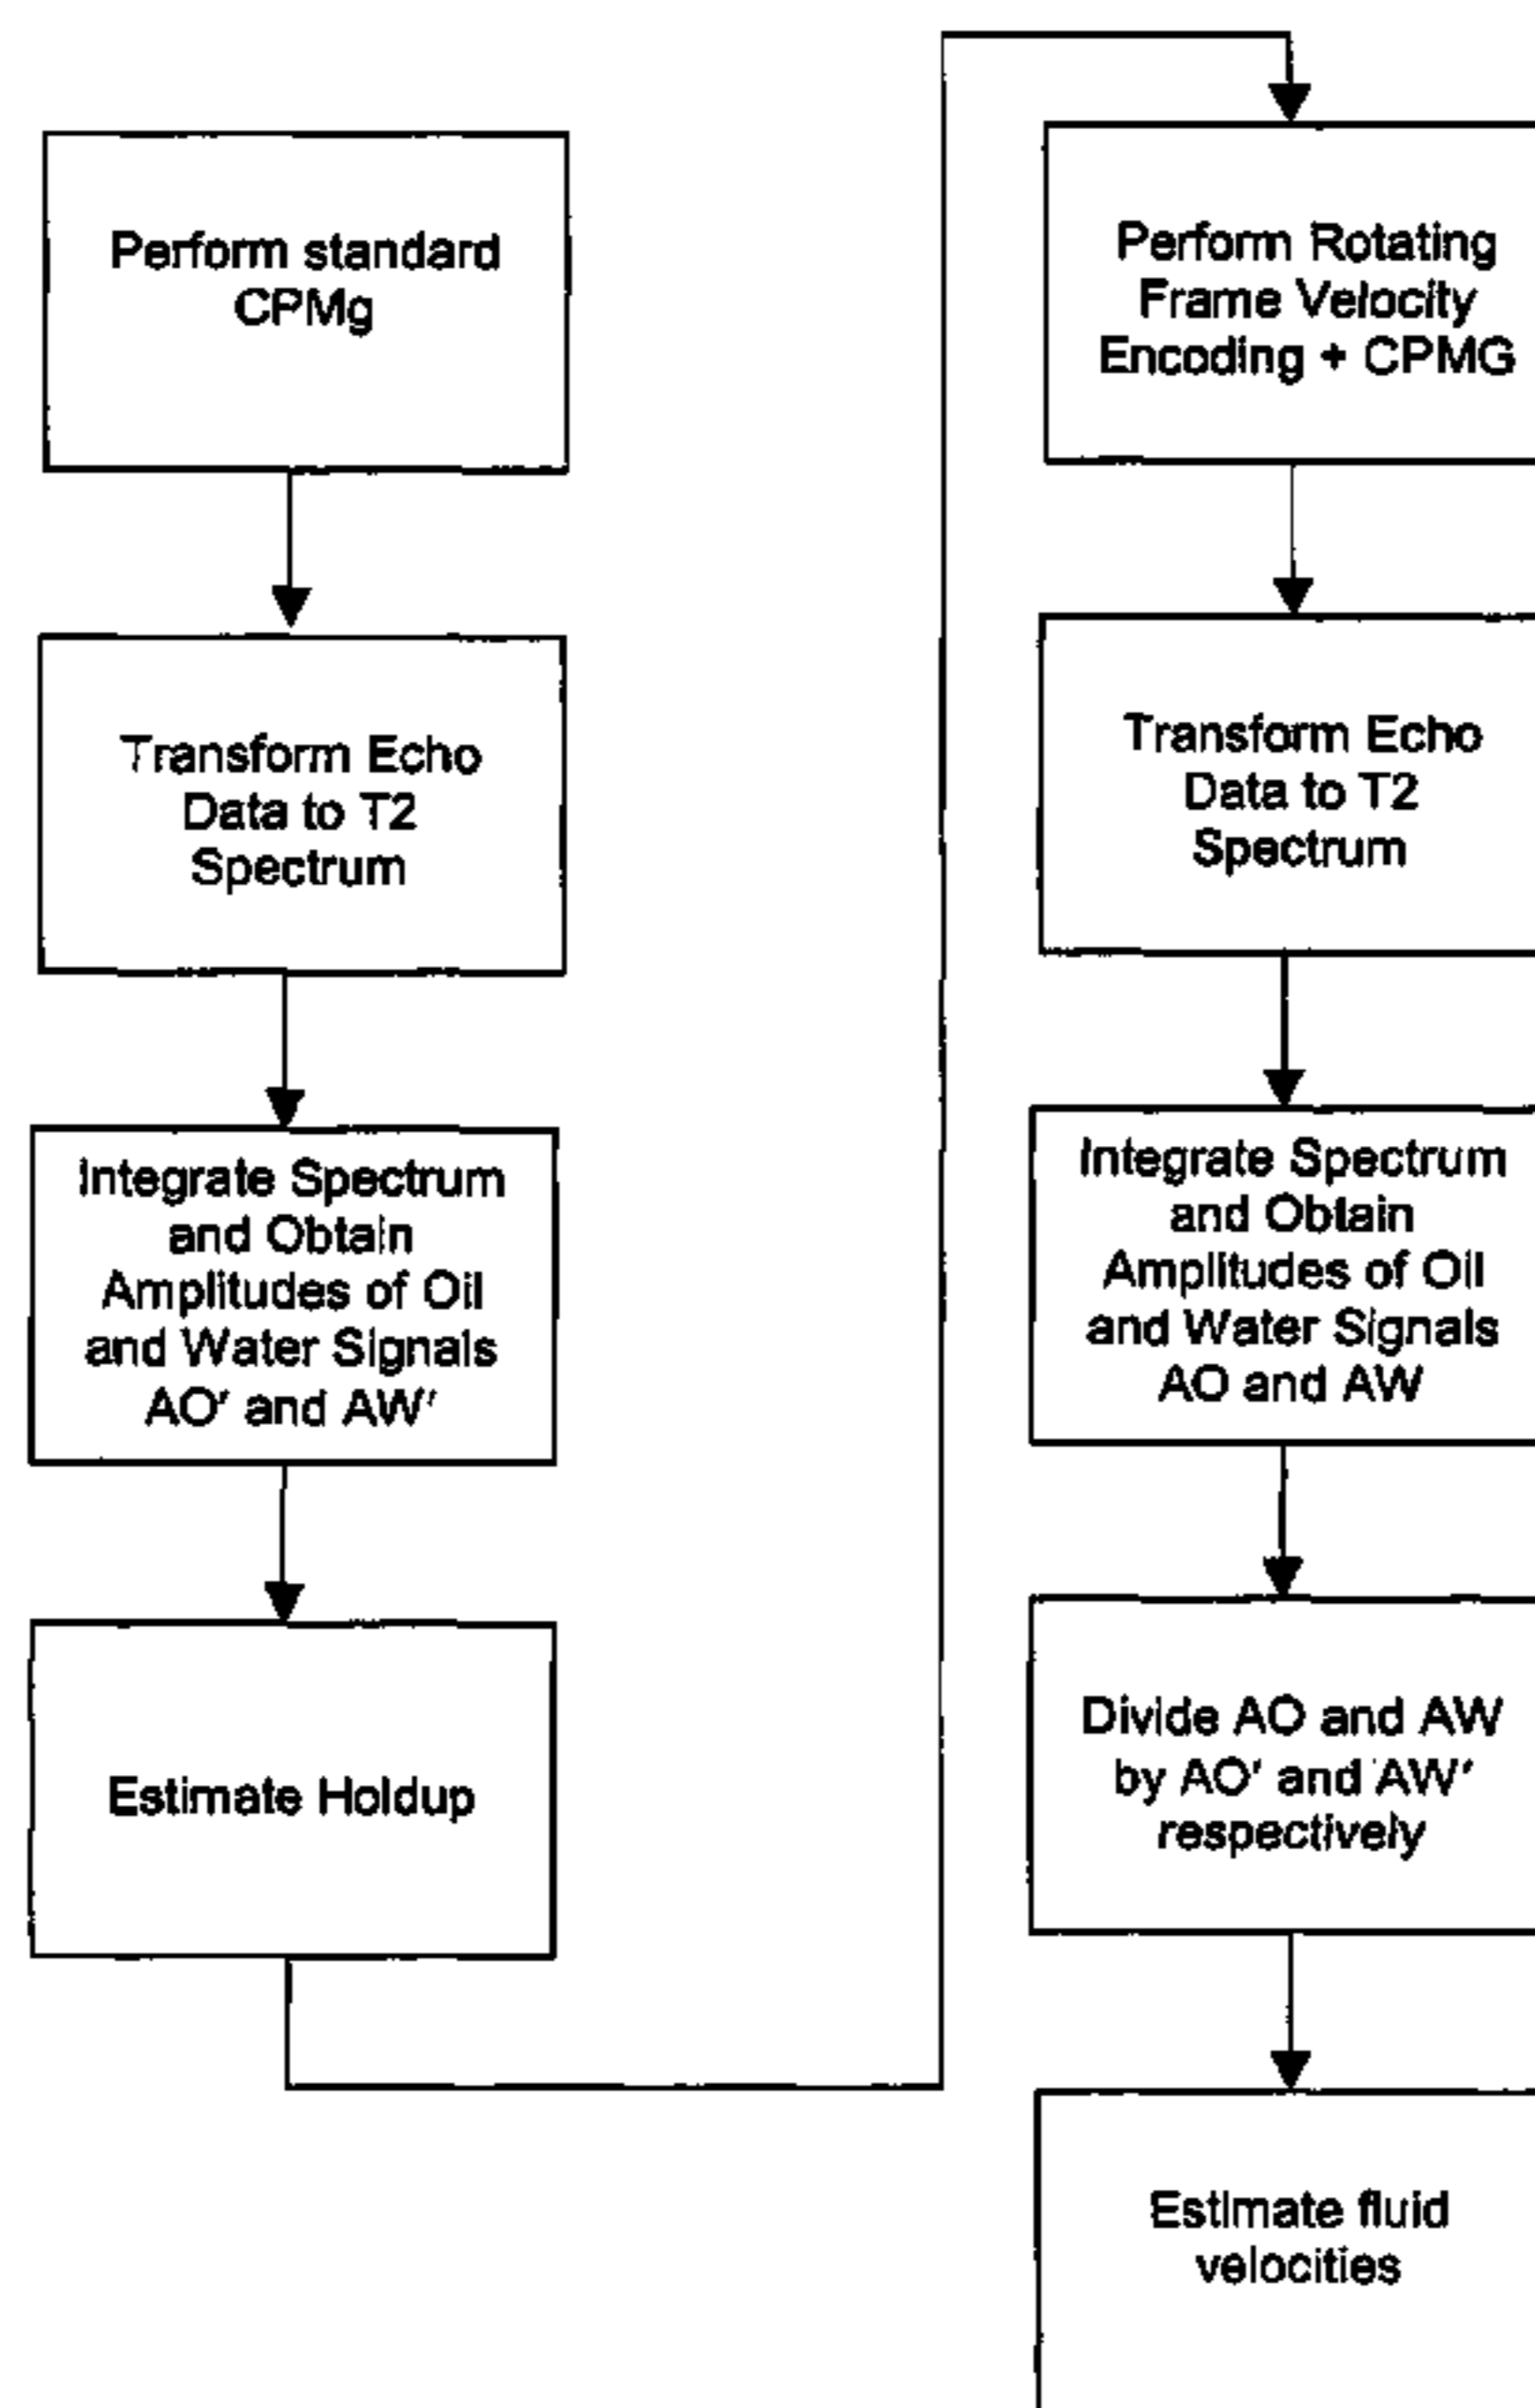 Perform standard
CPMg
Transform Echo
Data to T2
Spectrum
Integrate Spectrum
and Obtain
Amplitudes of Oil
and Water Signals
AO' and AW'
Estimate Holdup
Perform Rotating
Frame Velocity
Encoding + CPMG
Transform Echo
Data to T2
Spectrum
Integrate Spectrum
and Obtain
Amplitudes of Oil
and Water Signals
AO and AW
Divide AO and AW
by AO' and AW'
respectively
Estimate fluid
velocities